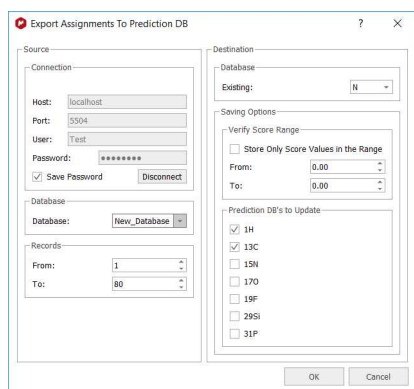 Export Assignments To Prediction DB
?
Source
Connection
Host: localhost
Port: 5504
User: Test
Password: ●●●●●●●●
Save Password
Disconnect
Database
Database: New_Database
Records
From: 1
To: 80
Destination
Database
Existing: N
Saving Options
Verify Score Range
Store Only Score Values in the Range
From: 0.00
To: 0.00
Prediction DB's to Update
1H
13C
15N
17O
19F
29Si
31P
OK
Cancel